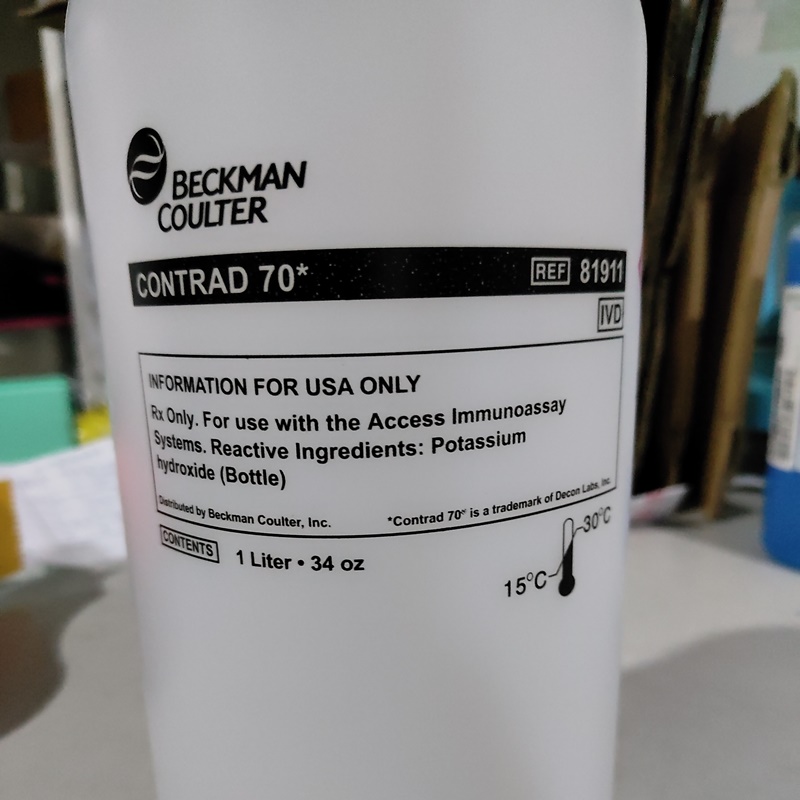 BECKMAN
COULTER
CONTRAD 70*
REF 81911
IVD
INFORMATION FOR USA ONLY
Rx Only. For use with the Access Immunoassay
Systems. Reactive Ingredients: Potassium
hydroxide (Bottle)
Distributed by Beckman Coulter, Inc.
*Contrad 70® is a trademark of Decon Labs, Inc.
CONTENTS 1 Liter • 34 oz
30°C
15°C